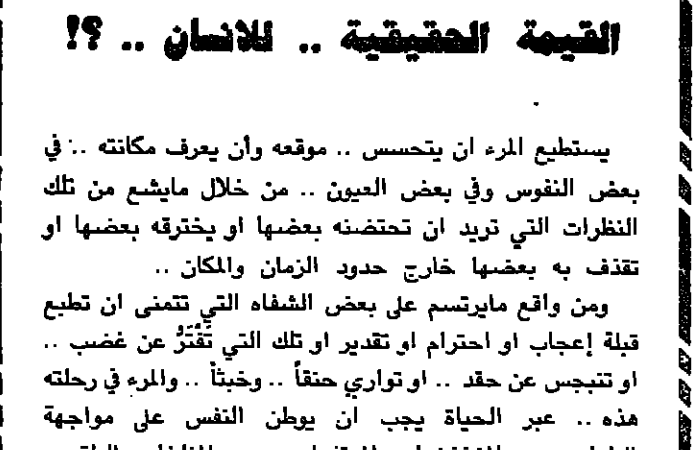 القيمة الحقيقية .. للانسان .. ؟!
يستطيع المرء ان يتحسس .. موقعه وأن يعرف مكانته .. في
بعض النفوس وفي بعض العيون .. من خلال مايشع من تلك
النظرات التي تريد ان تحتضنه بعضها او يخترقه بعضها او
تقذف به بعضها خارج حدود الزمان والمكان ..
ومن واقع مايرتسم على بعض الشفاه التي تتمنى ان تطبع
قبلة إعجاب او احترام او تقدير او تلك التي تَفْتَرُّ عن غضب ..
او تنبجس عن حقد .. او تواري حنقاً .. وخبثاً .. والمرء في رحلته
هذه .. عبر الحياة يجب ان يوطن النفس على مواجهة